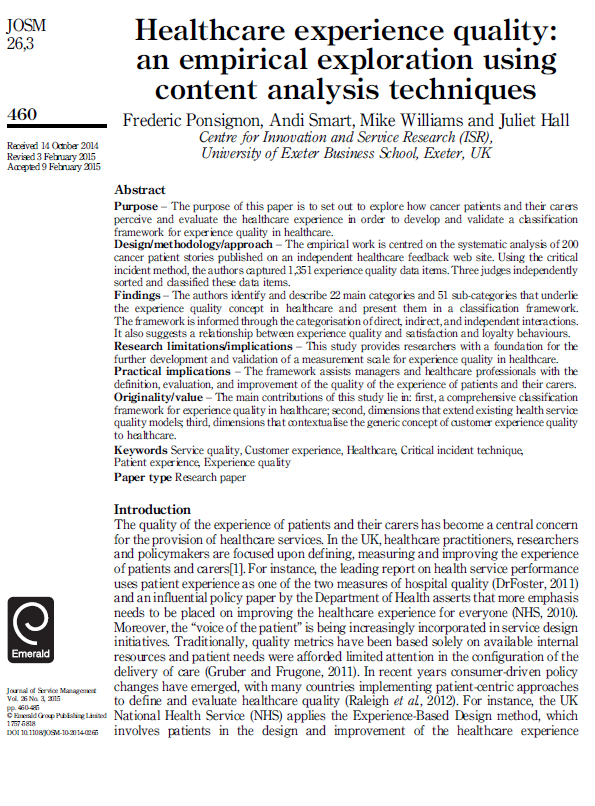 JOSM
26,3
460
Received 14 October 2014
Revised 3 February 2015
Accepted 9 February 2015
Healthcare experience quality:
an empirical exploration using
content analysis techniques
Frederic Ponsignon, Andi Smart, Mike Williams and Juliet Hall
Centre for Innovation and Service Research (ISR),
University of Exeter Business School, Exeter, UK
Abstract
Purpose – The purpose of this paper is to set out to explore how cancer patients and their carers
perceive and evaluate the healthcare experience in order to develop and validate a classification
framework for experience quality in healthcare.
Design/methodology/approach – The empirical work is centred on the systematic analysis of 200
cancer patient stories published on an independent healthcare feedback web site. Using the critical
incident method, the authors captured 1,351 experience quality data items. Three judges independently
sorted and classified these data items.
Findings – The authors identify and describe 22 main categories and 51 sub-categories that underlie
the experience quality concept in healthcare and present them in a classification framework.
The framework is informed through the categorisation of direct, indirect, and independent interactions.
It also suggests a relationship between experience quality and satisfaction and loyalty behaviours.
Research limitations/implications – This study provides researchers with a foundation for the
further development and validation of a measurement scale for experience quality in healthcare.
Practical implications – The framework assists managers and healthcare professionals with the
definition, evaluation, and improvement of the quality of the experience of patients and their carers.
Originality/value – The main contributions of this study lie in: first, a comprehensive classification
framework for experience quality in healthcare; second, dimensions that extend existing health service
quality models; third, dimensions that contextualise the generic concept of customer experience quality
to healthcare.
Keywords Service quality, Customer experience, Healthcare, Critical incident technique,
Patient experience, Experience quality
Paper type Research paper
Introduction
The quality of the experience of patients and their carers has become a central concern
for the provision of healthcare services. In the UK, healthcare practitioners, researchers
and policymakers are focused upon defining, measuring and improving the experience
of patients and carers[1]. For instance, the leading report on health service performance
uses patient experience as one of the two measures of hospital quality (DrFoster, 2011)
and an influential policy paper by the Department of Health asserts that more emphasis
needs to be placed on improving the healthcare experience for everyone (NHS, 2010).
Moreover, the “voice of the patient” is being increasingly incorporated in service design
initiatives. Traditionally, quality metrics have been based solely on available internal
resources and patient needs were afforded limited attention in the configuration of the
delivery of care (Gruber and Frugone, 2011). In recent years consumer-driven policy
changes have emerged, with many countries implementing patient-centric approaches
to define and evaluate healthcare quality (Raleigh et al., 2012). For instance, the UK
National Health Service (NHS) applies the Experience-Based Design method, which
involves patients in the design and improvement of the healthcare experience
Emerald
Journal of Service Management
Vol. 26 No. 3, 2015
pp. 460-485
© Emerald Group Publishing Limited
1757-5818
DOI 10.1108/JOSM-10-2014-0265